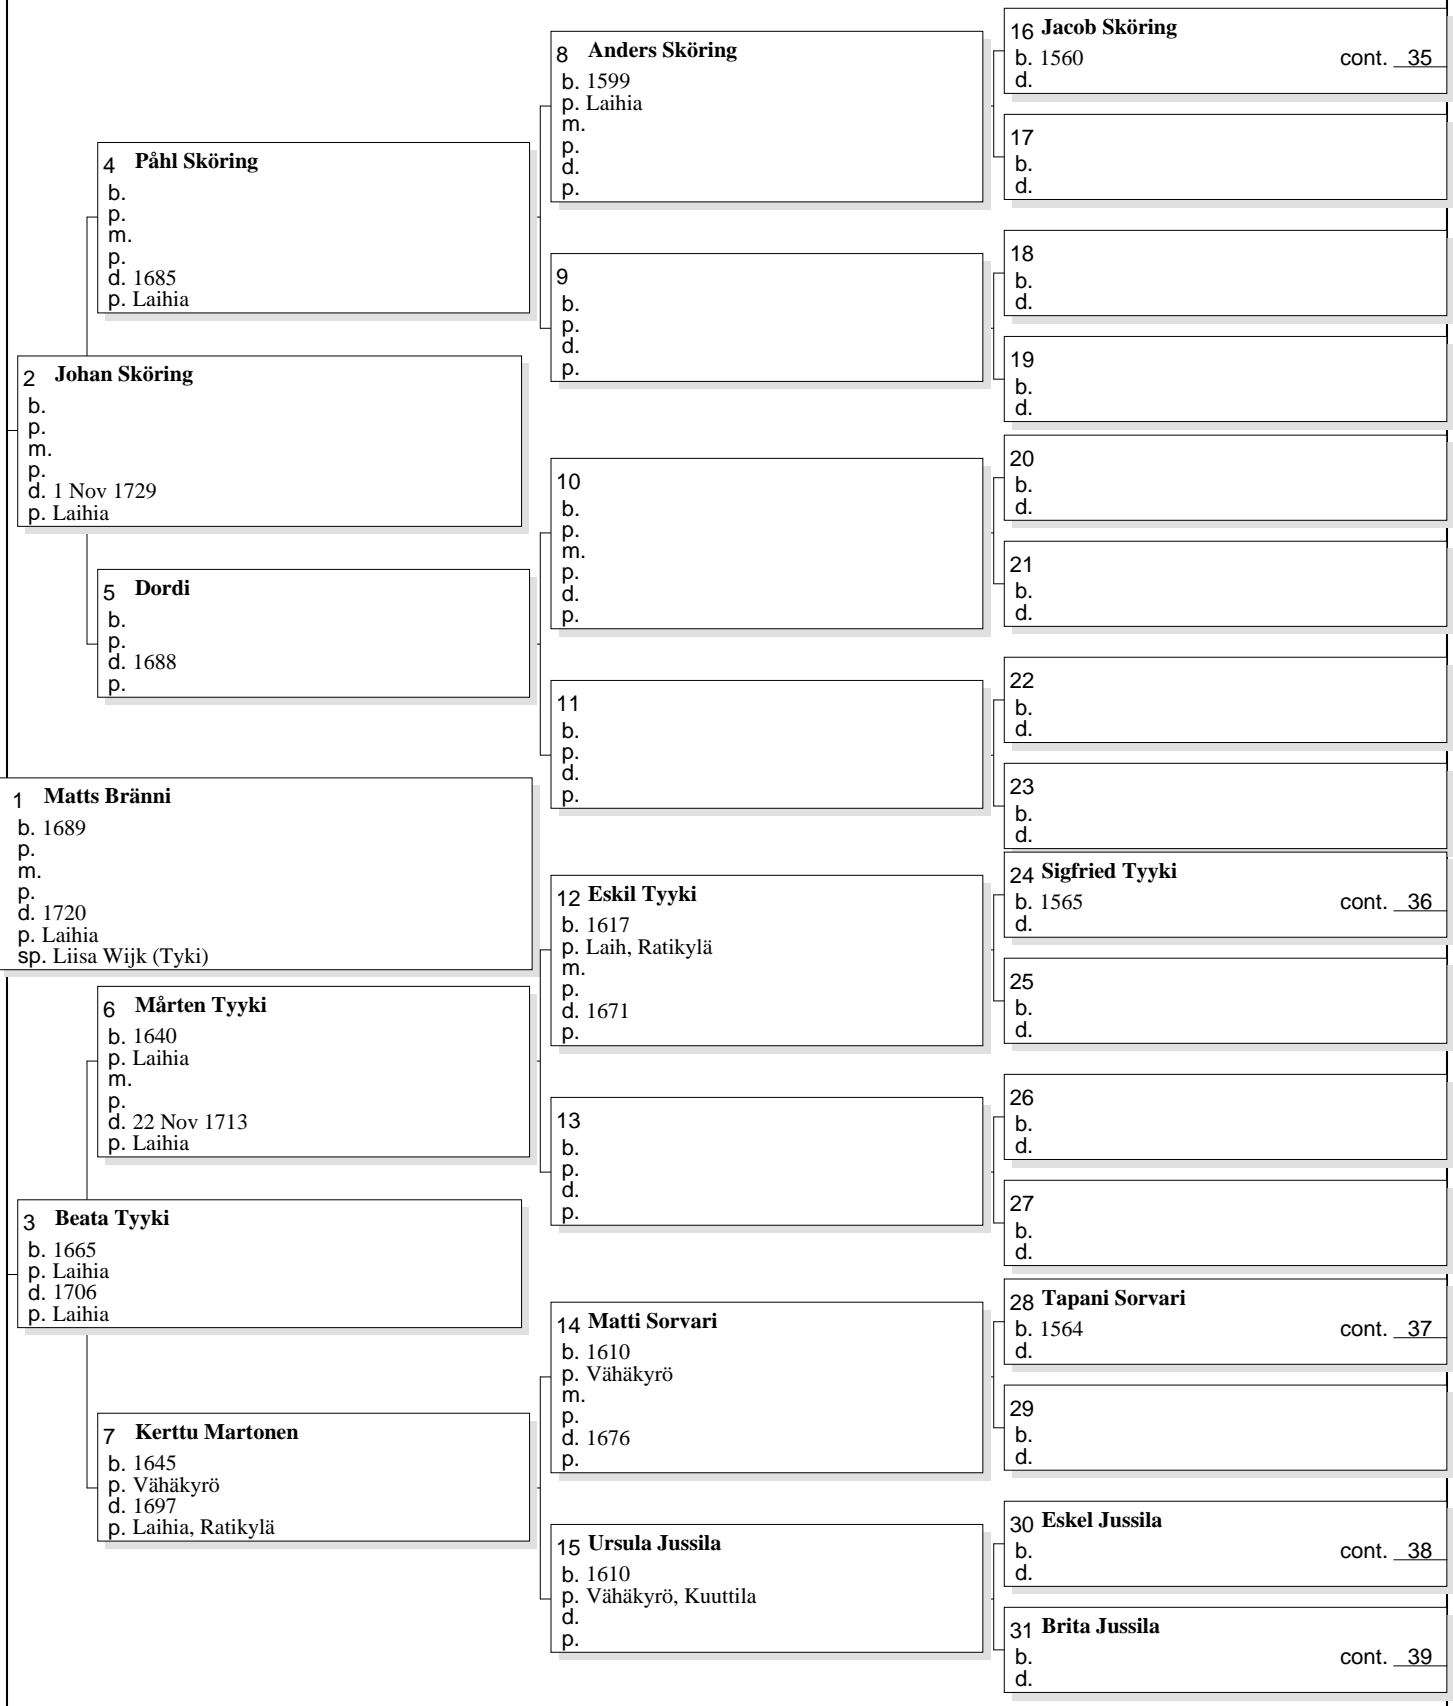 16 Jacob Sköring
b. 1560 cont. 35
d.
8 Anders Sköring
b. 1599
p. Laihia
m.
p.
d.
p.
17
b.
d.
4 Påhl Sköring
b.
p.
m.
p.
d. 1685
p. Laihia
18
b.
d.
9
b.
p.
d.
p.
19
b.
d.
2 Johan Sköring
b.
p.
m.
p.
d. 1 Nov 1729
p. Laihia
20
b.
d.
10
b.
p.
m.
p.
d.
p.
21
b.
d.
5 Dordi
b.
p.
d. 1688
p.
22
b.
d.
11
b.
p.
d.
p.
23
b.
d.
1 Matts Bränni
b. 1689
p.
m.
p.
d. 1720
p. Laihia
sp. Liisa Wijk (Tyki)
24 Sigfried Tyyki
b. 1565 cont. 36
d.
12 Eskil Tyyki
b. 1617
p. Laih, Ratikylä
m.
p.
d. 1671
p.
25
b.
d.
6 Mårten Tyyki
b. 1640
p. Laihia
m.
p.
d. 22 Nov 1713
p. Laihia
26
b.
d.
13
b.
p.
d.
p.
27
b.
d.
3 Beata Tyyki
b. 1665
p. Laihia
d. 1706
p. Laihia
28 Tapani Sorvari
b. 1564 cont. 37
d.
14 Matti Sorvari
b. 1610
p. Vähäkyrö
m.
p.
d. 1676
p.
29
b.
d.
7 Kerttu Martonen
b. 1645
p. Vähäkyrö
d. 1697
p. Laihia, Ratikylä
30 Eskel Jussila
b. cont. 38
d.
15 Ursula Jussila
b. 1610
p. Vähäkyrö, Kuuttila
d.
p.
31 Brita Jussila
b. cont. 39
d.